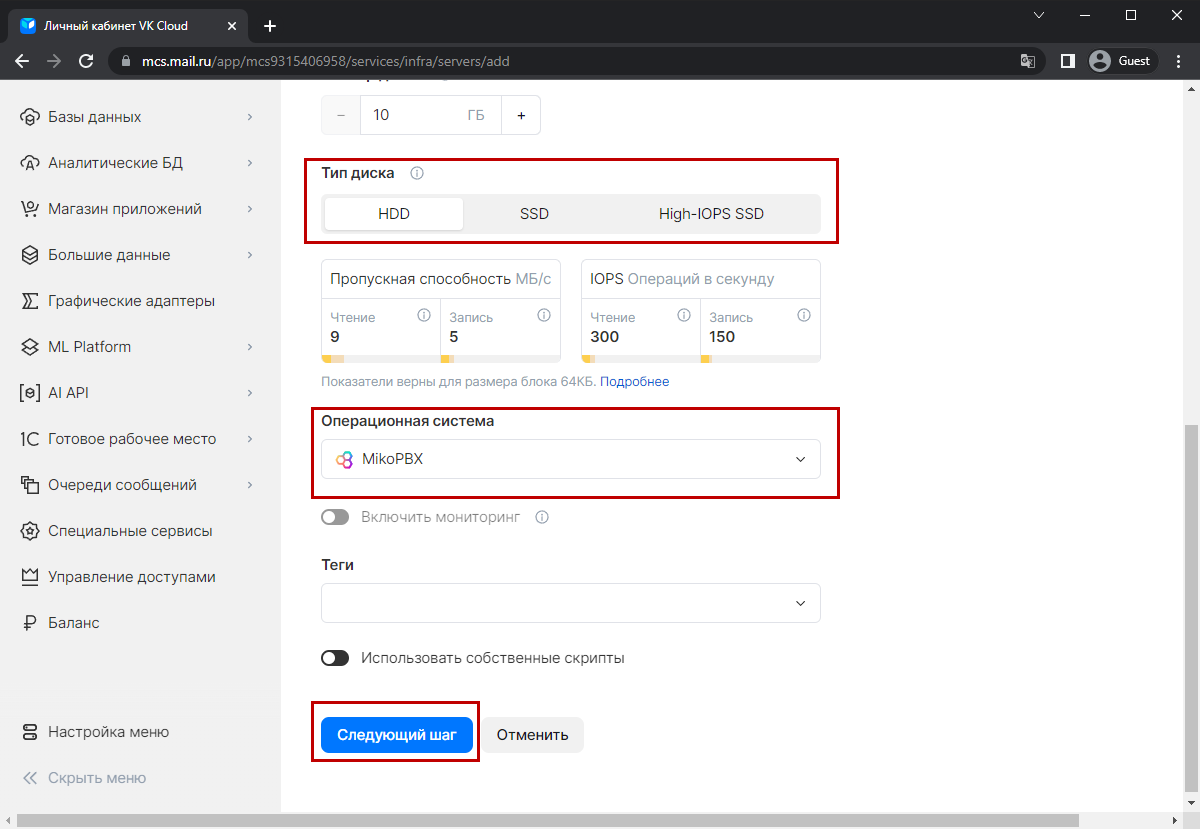 Личный кабинет VK Cloud
mcs.mail.ru/app/mcs9315406958/services/infra/servers/add
Guest
Базы данных
Аналитические БД
Магазин приложений
Большие данные
Графические адаптеры
ML Platform
AI API
1C Готовое рабочее место
Очереди сообщений
Специальные сервисы
Управление доступами
Баланс
Настройка меню
Скрыть меню
− 10 ГБ +
Тип диска
HDD SSD High-IOPS SSD
Пропускная способность МБ/с
Чтение Запись
9 5
IOPS Операций в секунду
Чтение Запись
300 150
Показатели верны для размера блока 64КБ. Подробнее
Операционная система
MikoPBX
Включить мониторинг
Теги
Использовать собственные скрипты
Следующий шаг Отменить